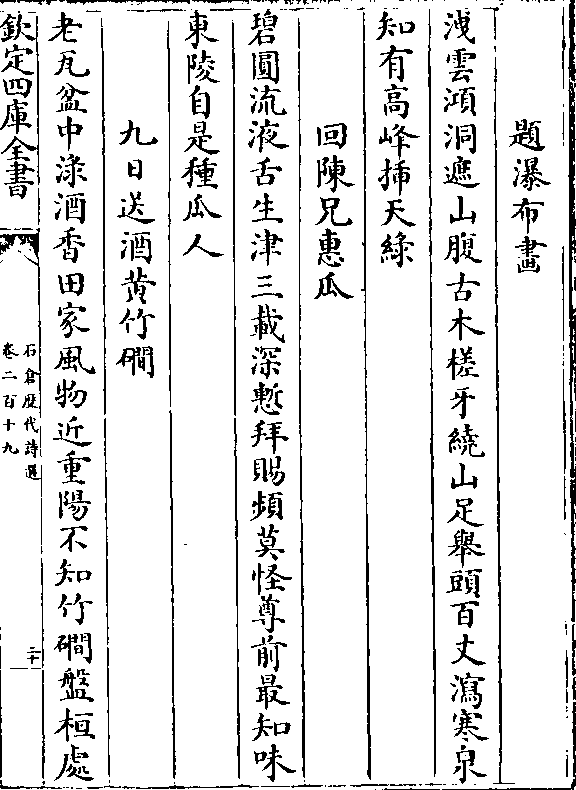 題瀑布畫
洩雲澒洞遮山腹古木槎牙繞山足舉頭百丈瀉寒泉
知有高峰揷天綠
回陳兄惠瓜
碧圓流液舌生津三載深慙拜賜頻莫怪尊前最知味
東陵自是種瓜人
九日送酒黄竹磵
老瓦盆中淥酒香田家風物近重陽不知竹磵盤桓處
欽定四庫全書
石倉歷代詩選
卷二百十九
二十